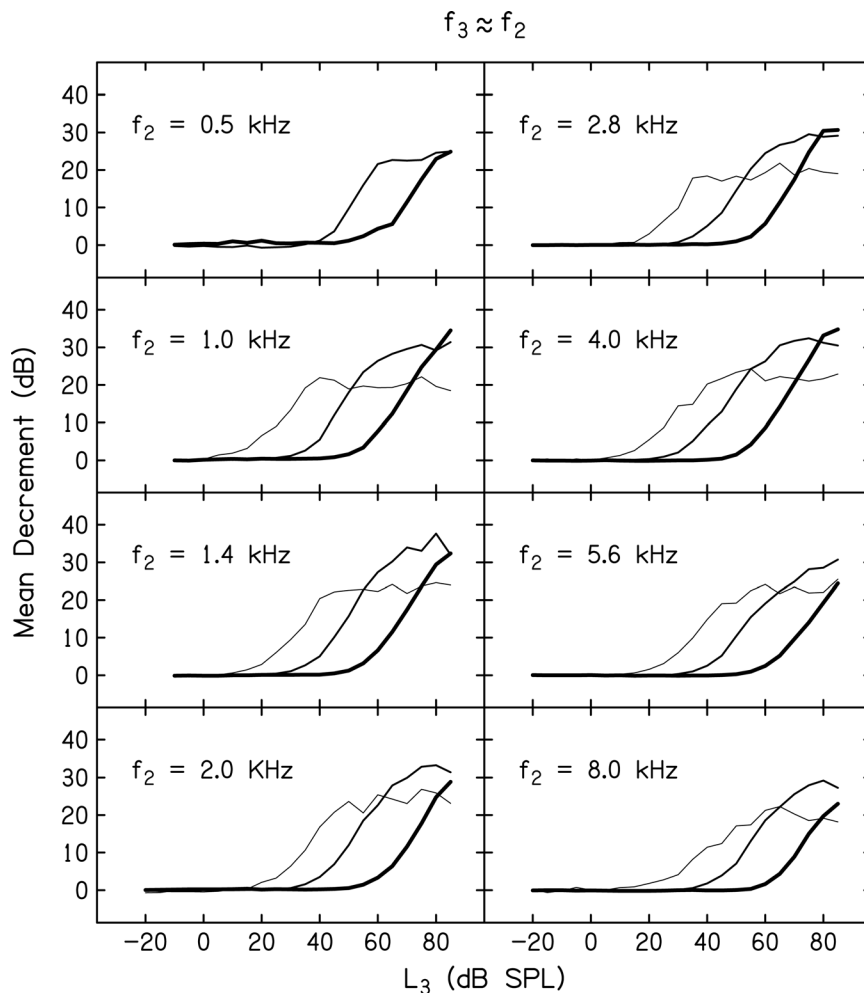 f₃ ≈ f₂
Mean Decrement (dB)
40
30
20
10
0
f₂ = 0.5 kHz
f₂ = 2.8 kHz
40
30
20
10
0
f₂ = 1.0 kHz
f₂ = 4.0 kHz
40
30
20
10
0
f₂ = 1.4 kHz
f₂ = 5.6 kHz
40
30
20
10
0
f₂ = 2.0 KHz
f₂ = 8.0 kHz
−20 0 20 40 60 80 −20 0 20 40 60 80
L₃ (dB SPL)